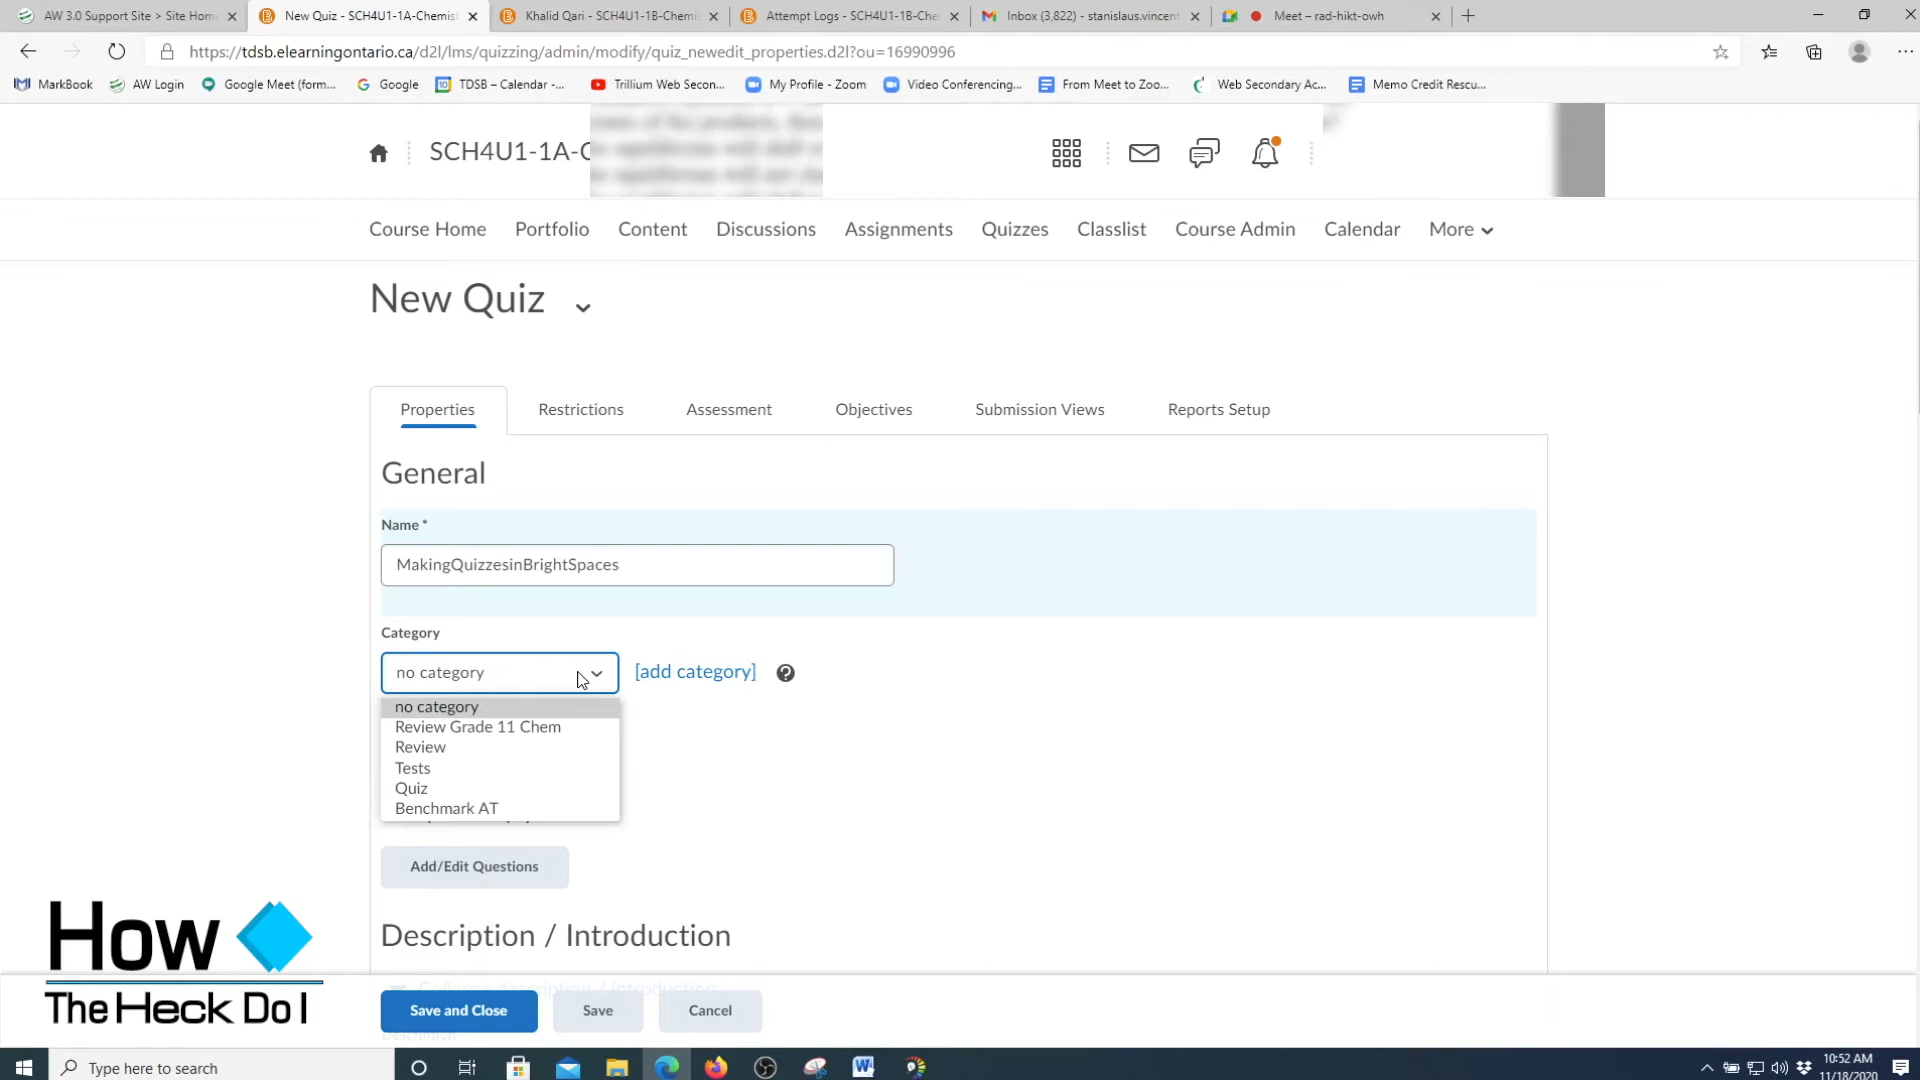 AW 3.0 Support Site > Site Hom
New Quiz - SCH4U1-1A-Chemist
Khalid Qari - SCH4U1-1B-Chemi
Attempt Logs - SCH4U1-1B-Che
Inbox (3,822) - stanislaus.vincent
Meet – rad-hikt-owh
https://tdsb.elearningontario.ca/d2l/lms/quizzing/admin/modify/quiz_newedit_properties.d2l?ou=16990996
MarkBook
AW Login
Google Meet (form...
Google
TDSB – Calendar -...
Trillium Web Secon...
My Profile - Zoom
Video Conferencing...
From Meet to Zoo...
Web Secondary Ac...
Memo Credit Rescu...
SCH4U1-1A-C
Course Home
Portfolio
Content
Discussions
Assignments
Quizzes
Classlist
Course Admin
Calendar
More
New Quiz
Properties
Restrictions
Assessment
Objectives
Submission Views
Reports Setup
General
Name *
MakingQuizzesinBrightSpaces
Category
no category
[add category]
no category
Review Grade 11 Chem
Review
Tests
Quiz
Benchmark AT
Add/Edit Questions
Description / Introduction
Save and Close
Save
Cancel
Description
How
The Heck Do I
Type here to search
10:52 AM
11/18/2020